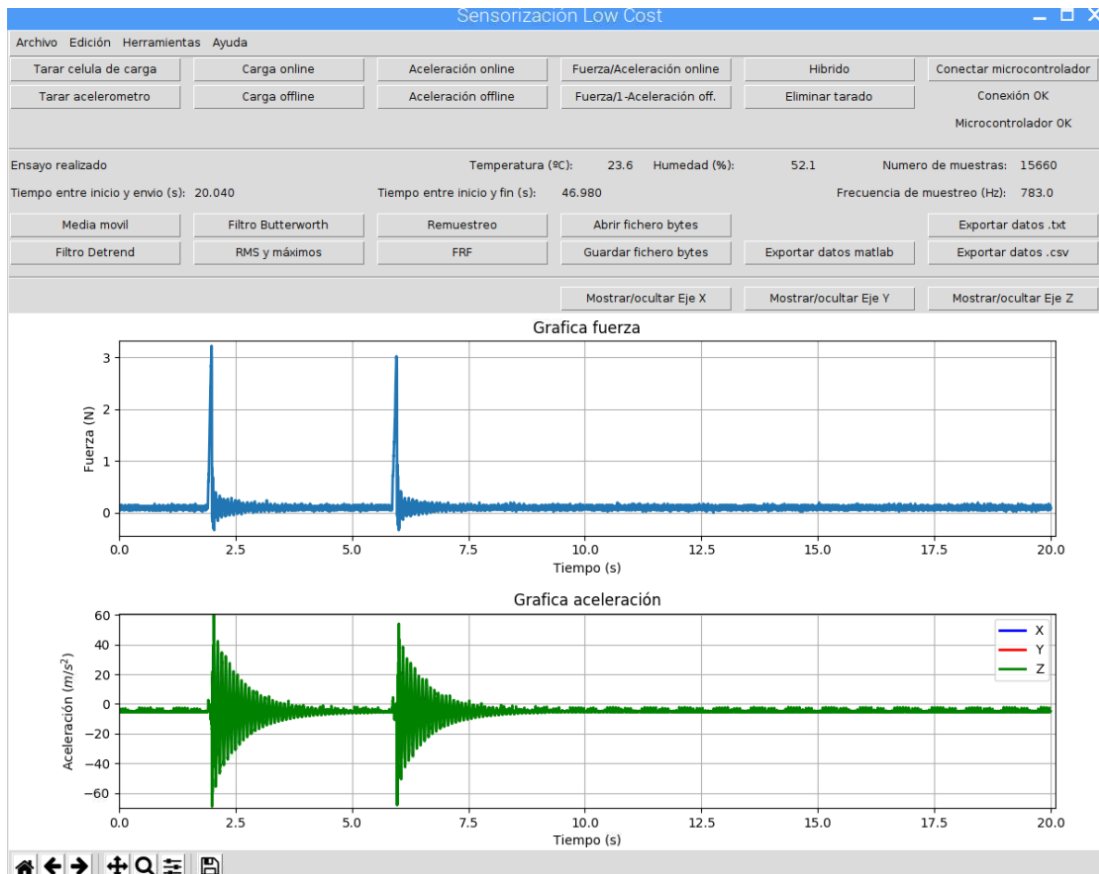 Sensorización Low Cost
Archivo Edición Herramientas Ayuda
Tarar celula de carga Carga online Aceleración online Fuerza/Aceleración online Hibrido Conectar microcontrolador
Tarar acelerometro Carga offline Aceleración offline Fuerza/1-Aceleración off. Eliminar tarado Conexión OK
Microcontrolador OK
Ensayo realizado Temperatura (ºC): 23.6 Humedad (%): 52.1 Numero de muestras: 15660
Tiempo entre inicio y envio (s): 20.040 Tiempo entre inicio y fin (s): 46.980 Frecuencia de muestreo (Hz): 783.0
Media movil Filtro Butterworth Remuestreo Abrir fichero bytes Exportar datos .txt
Filtro Detrend RMS y máximos FRF Guardar fichero bytes Exportar datos matlab Exportar datos .csv
Mostrar/ocultar Eje X Mostrar/ocultar Eje Y Mostrar/ocultar Eje Z
Grafica fuerza
Fuerza (N)
3
2
1
0
0.0 2.5 5.0 7.5 10.0 12.5 15.0 17.5 20.0
Tiempo (s)
Grafica aceleración
Aceleración (m/s²)
60
40
20
0
−20
−40
−60
X
Y
Z
0.0 2.5 5.0 7.5 10.0 12.5 15.0 17.5 20.0
Tiempo (s)